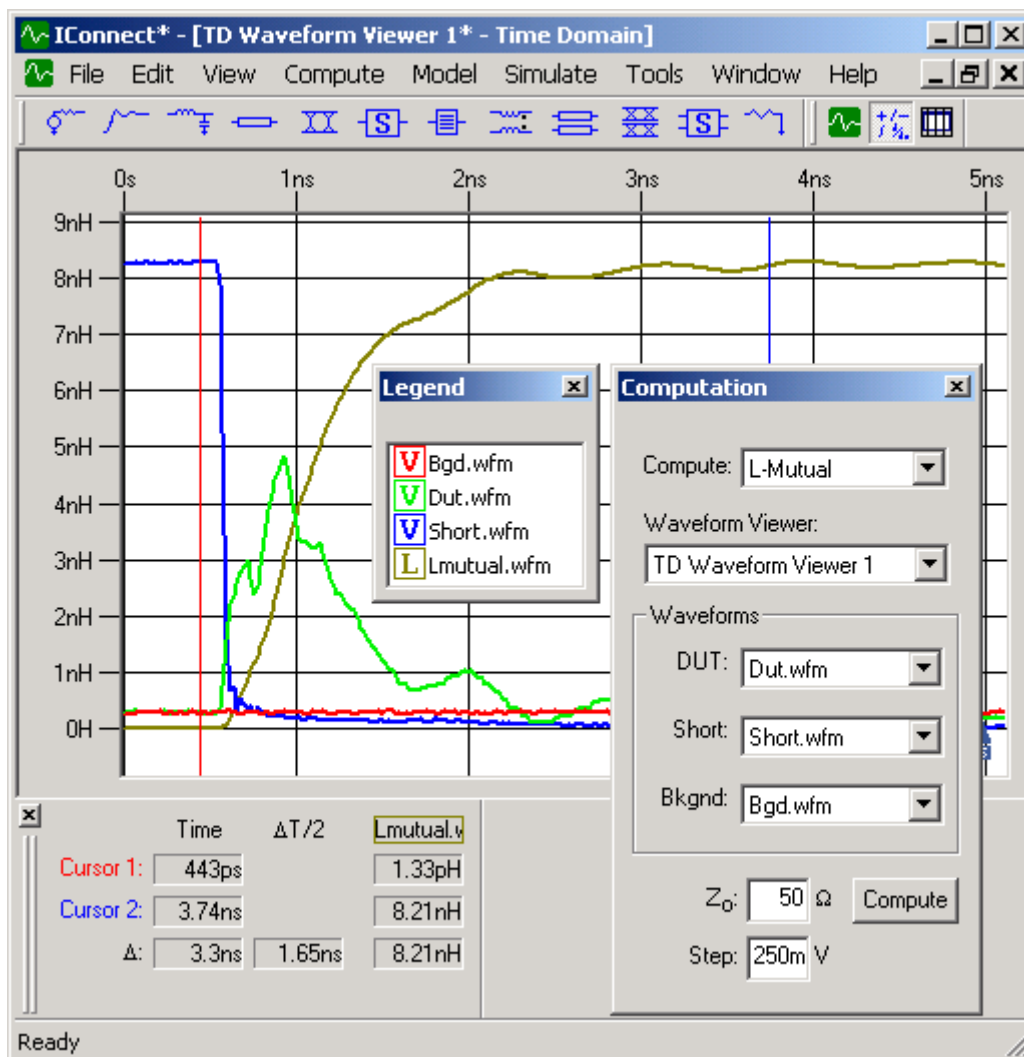 IConnect* - [TD Waveform Viewer 1* - Time Domain]
File Edit View Compute Model Simulate Tools Window Help
S S
0s 1ns 2ns 3ns 4ns 5ns
9nH
8nH
7nH
6nH
5nH
4nH
3nH
2nH
1nH
0H
Legend
V Bgd.wfm
V Dut.wfm
V Short.wfm
L Lmutual.wfm
Computation
Compute: L-Mutual
Waveform Viewer:
TD Waveform Viewer 1
Waveforms
DUT: Dut.wfm
Short: Short.wfm
Bkgnd: Bgd.wfm
Zo: 50 Ω Compute
Step: 250m V
Time ΔT/2 Lmutual.w
Cursor 1: 443ps 1.33pH
Cursor 2: 3.74ns 8.21nH
Δ: 3.3ns 1.65ns 8.21nH
Ready